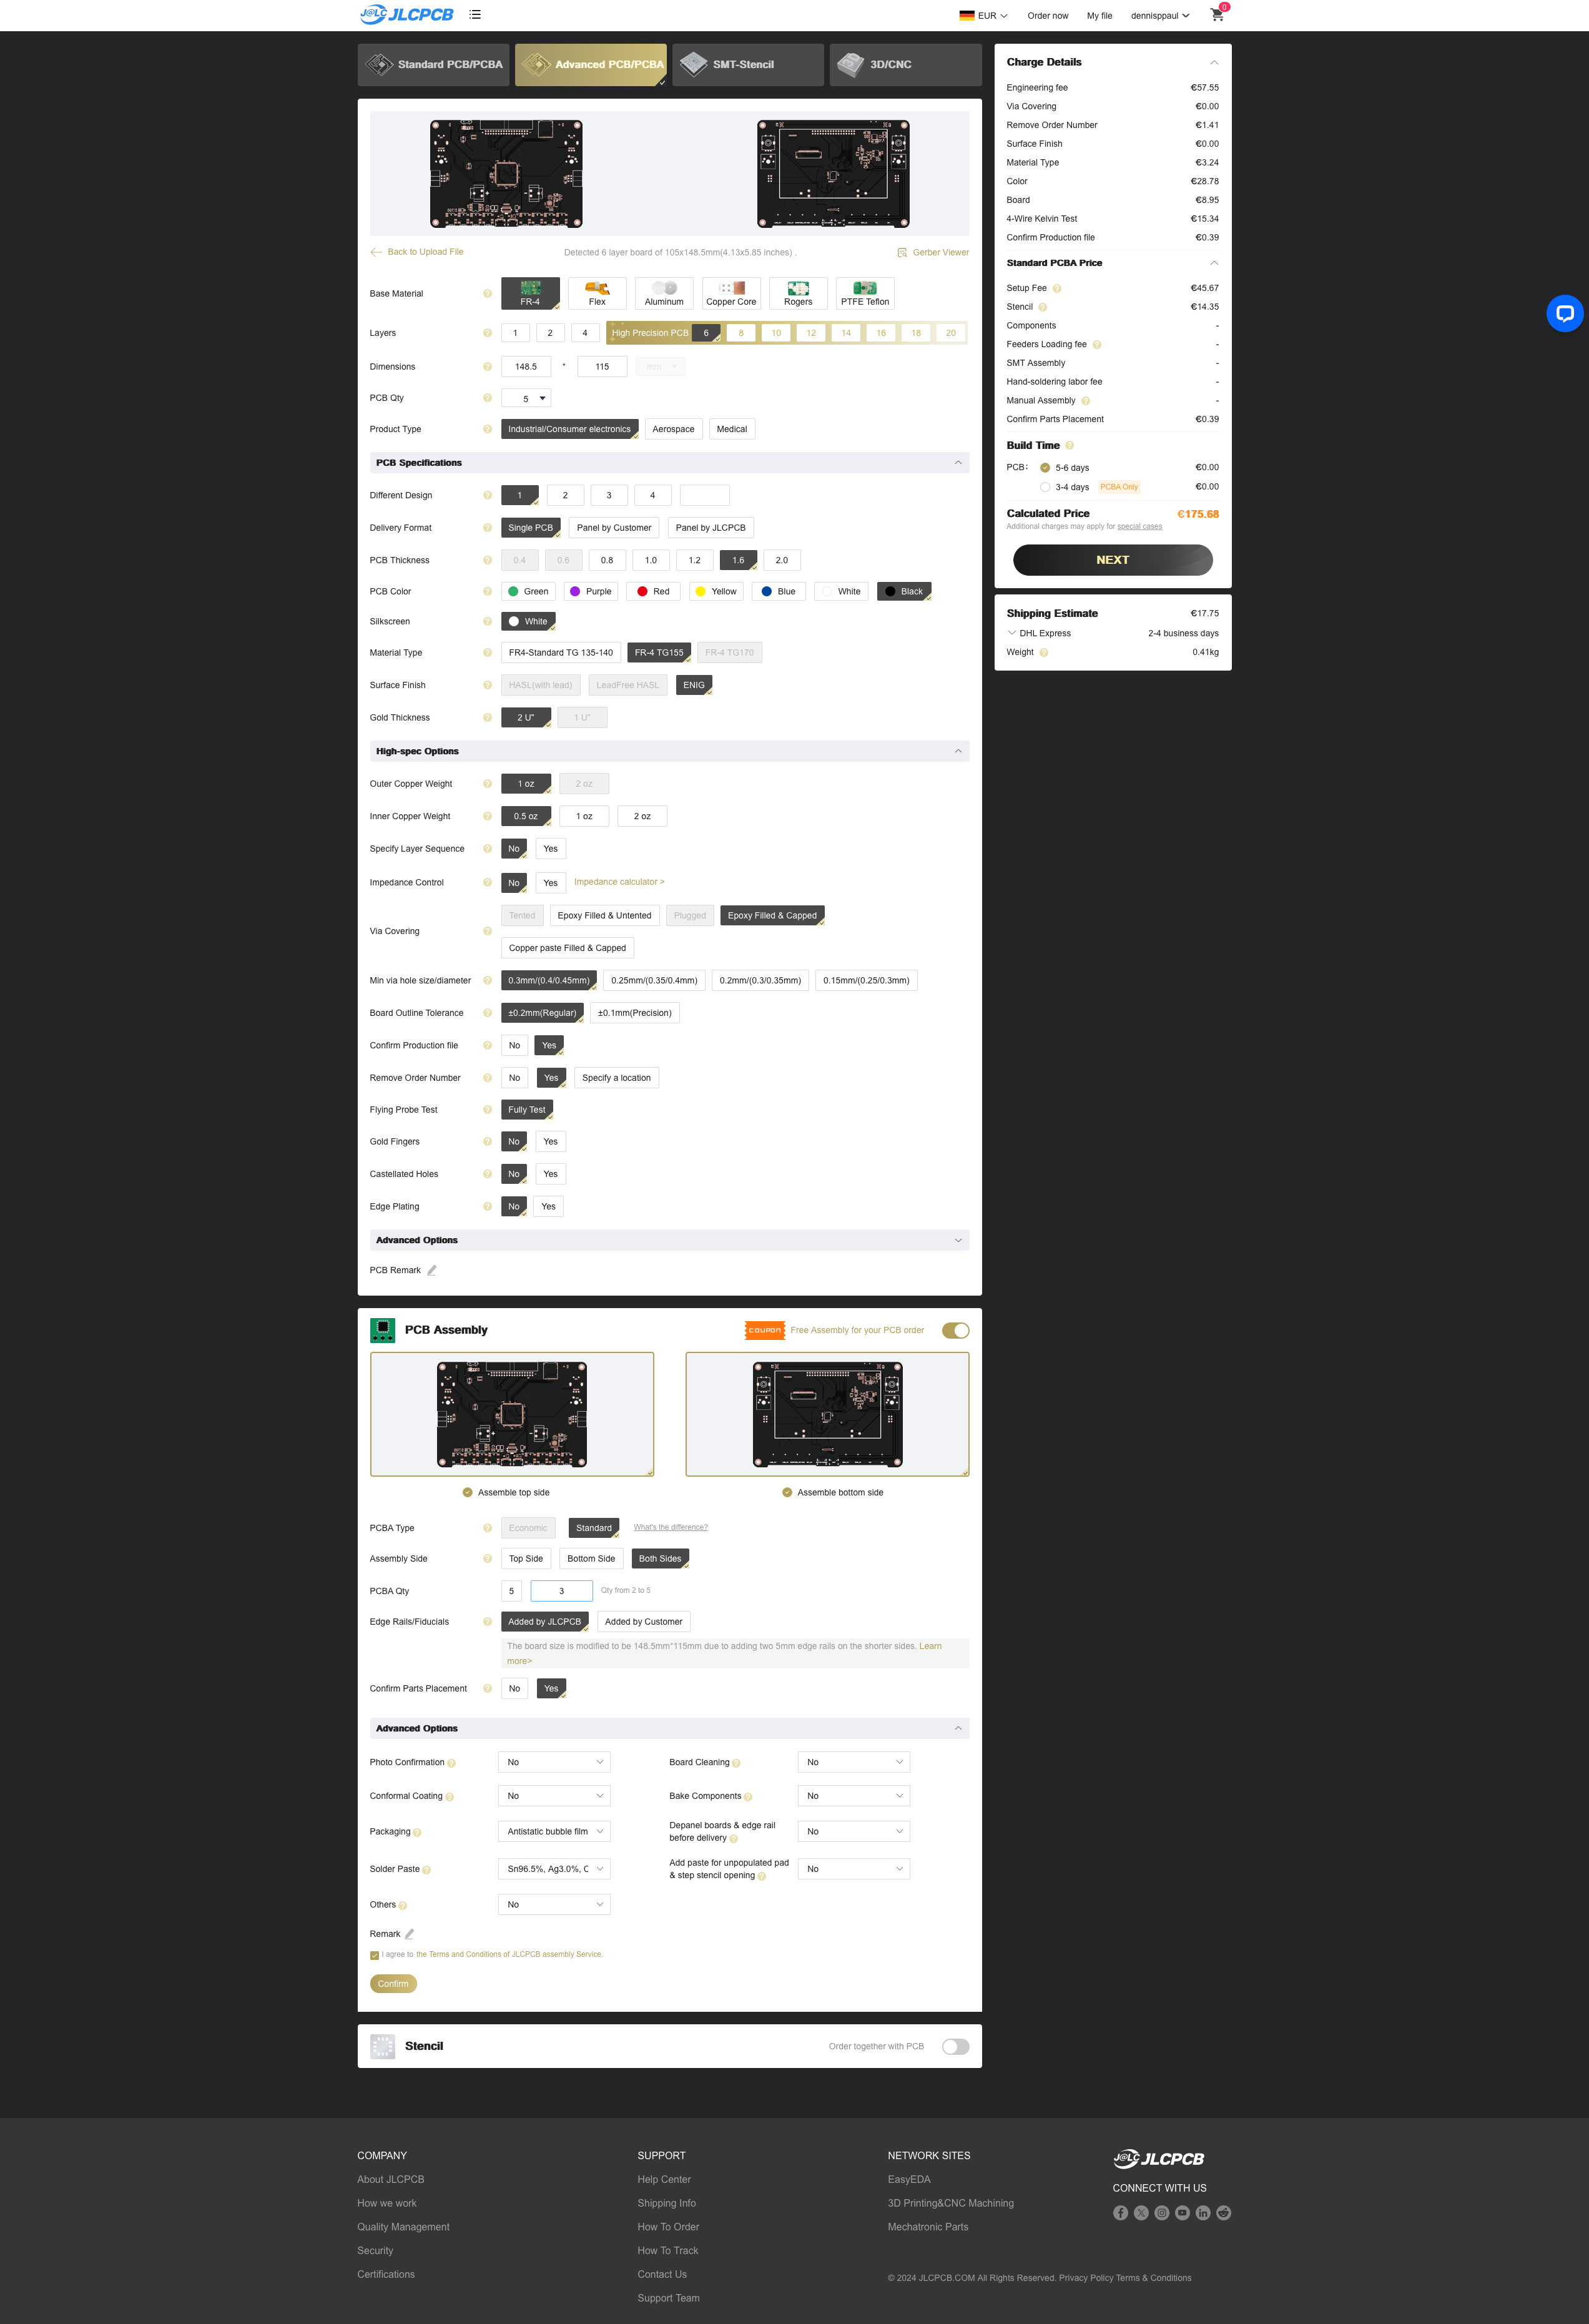 J@LC JLCPCB
EUR
Order now
My file
dennisppaul
0
Standard PCB/PCBA
Advanced PCB/PCBA
SMT-Stencil
3D/CNC
Back to Upload File
Detected 6 layer board of 105x148.5mm(4.13x5.85 inches) .
Gerber Viewer
Base Material ? FR-4 Flex Aluminum Copper Core Rogers PTFE Teflon
Layers ? 1 2 4 High Precision PCB 6 8 10 12 14 16 18 20
Dimensions ? 148.5 * 115 mm
PCB Qty ? 5
Product Type ? Industrial/Consumer electronics Aerospace Medical
PCB Specifications
Different Design ? 1 2 3 4
Delivery Format ? Single PCB Panel by Customer Panel by JLCPCB
PCB Thickness ? 0.4 0.6 0.8 1.0 1.2 1.6 2.0
PCB Color ? Green Purple Red Yellow Blue White Black
Silkscreen ? White
Material Type ? FR4-Standard TG 135-140 FR-4 TG155 FR-4 TG170
Surface Finish ? HASL(with lead) LeadFree HASL ENIG
Gold Thickness ? 2 U" 1 U"
High-spec Options
Outer Copper Weight ? 1 oz 2 oz
Inner Copper Weight ? 0.5 oz 1 oz 2 oz
Specify Layer Sequence ? No Yes
Impedance Control ? No Yes Impedance calculator >
Via Covering ? Tented Epoxy Filled & Untented Plugged Epoxy Filled & Capped
Copper paste Filled & Capped
Min via hole size/diameter ? 0.3mm/(0.4/0.45mm) 0.25mm/(0.35/0.4mm) 0.2mm/(0.3/0.35mm) 0.15mm/(0.25/0.3mm)
Board Outline Tolerance ? ±0.2mm(Regular) ±0.1mm(Precision)
Confirm Production file ? No Yes
Remove Order Number ? No Yes Specify a location
Flying Probe Test ? Fully Test
Gold Fingers ? No Yes
Castellated Holes ? No Yes
Edge Plating ? No Yes
Advanced Options
PCB Remark
PCB Assembly
COUPON Free Assembly for your PCB order
Assemble top side
Assemble bottom side
PCBA Type ? Economic Standard What's the difference?
Assembly Side ? Top Side Bottom Side Both Sides
PCBA Qty 5 3 Qty from 2 to 5
Edge Rails/Fiducials ? Added by JLCPCB Added by Customer
The board size is modified to be 148.5mm*115mm due to adding two 5mm edge rails on the shorter sides. Learn
more>
Confirm Parts Placement ? No Yes
Advanced Options
Photo Confirmation ? No
Board Cleaning ? No
Conformal Coating ? No
Bake Components ? No
Packaging ? Antistatic bubble film
Depanel boards & edge rail
before delivery ? No
Solder Paste ? Sn96.5%, Ag3.0%, C
Add paste for unpopulated pad
& step stencil opening ? No
Others ? No
Remark
I agree to the Terms and Conditions of JLCPCB assembly Service.
Confirm
Stencil
Order together with PCB
Charge Details
Engineering fee €57.55
Via Covering €0.00
Remove Order Number €1.41
Surface Finish €0.00
Material Type €3.24
Color €28.78
Board €8.95
4-Wire Kelvin Test €15.34
Confirm Production file €0.39
Standard PCBA Price
Setup Fee ? €45.67
Stencil ? €14.35
Components -
Feeders Loading fee ? -
SMT Assembly -
Hand-soldering labor fee -
Manual Assembly ? -
Confirm Parts Placement €0.39
Build Time ?
PCB: 5-6 days €0.00
3-4 days PCBA Only €0.00
Calculated Price €175.68
Additional charges may apply for special cases
NEXT
Shipping Estimate €17.75
DHL Express 2-4 business days
Weight ? 0.41kg
COMPANY
About JLCPCB
How we work
Quality Management
Security
Certifications
SUPPORT
Help Center
Shipping Info
How To Order
How To Track
Contact Us
Support Team
NETWORK SITES
EasyEDA
3D Printing&CNC Machining
Mechatronic Parts
J@LC JLCPCB
CONNECT WITH US
© 2024 JLCPCB.COM All Rights Reserved. Privacy Policy Terms & Conditions